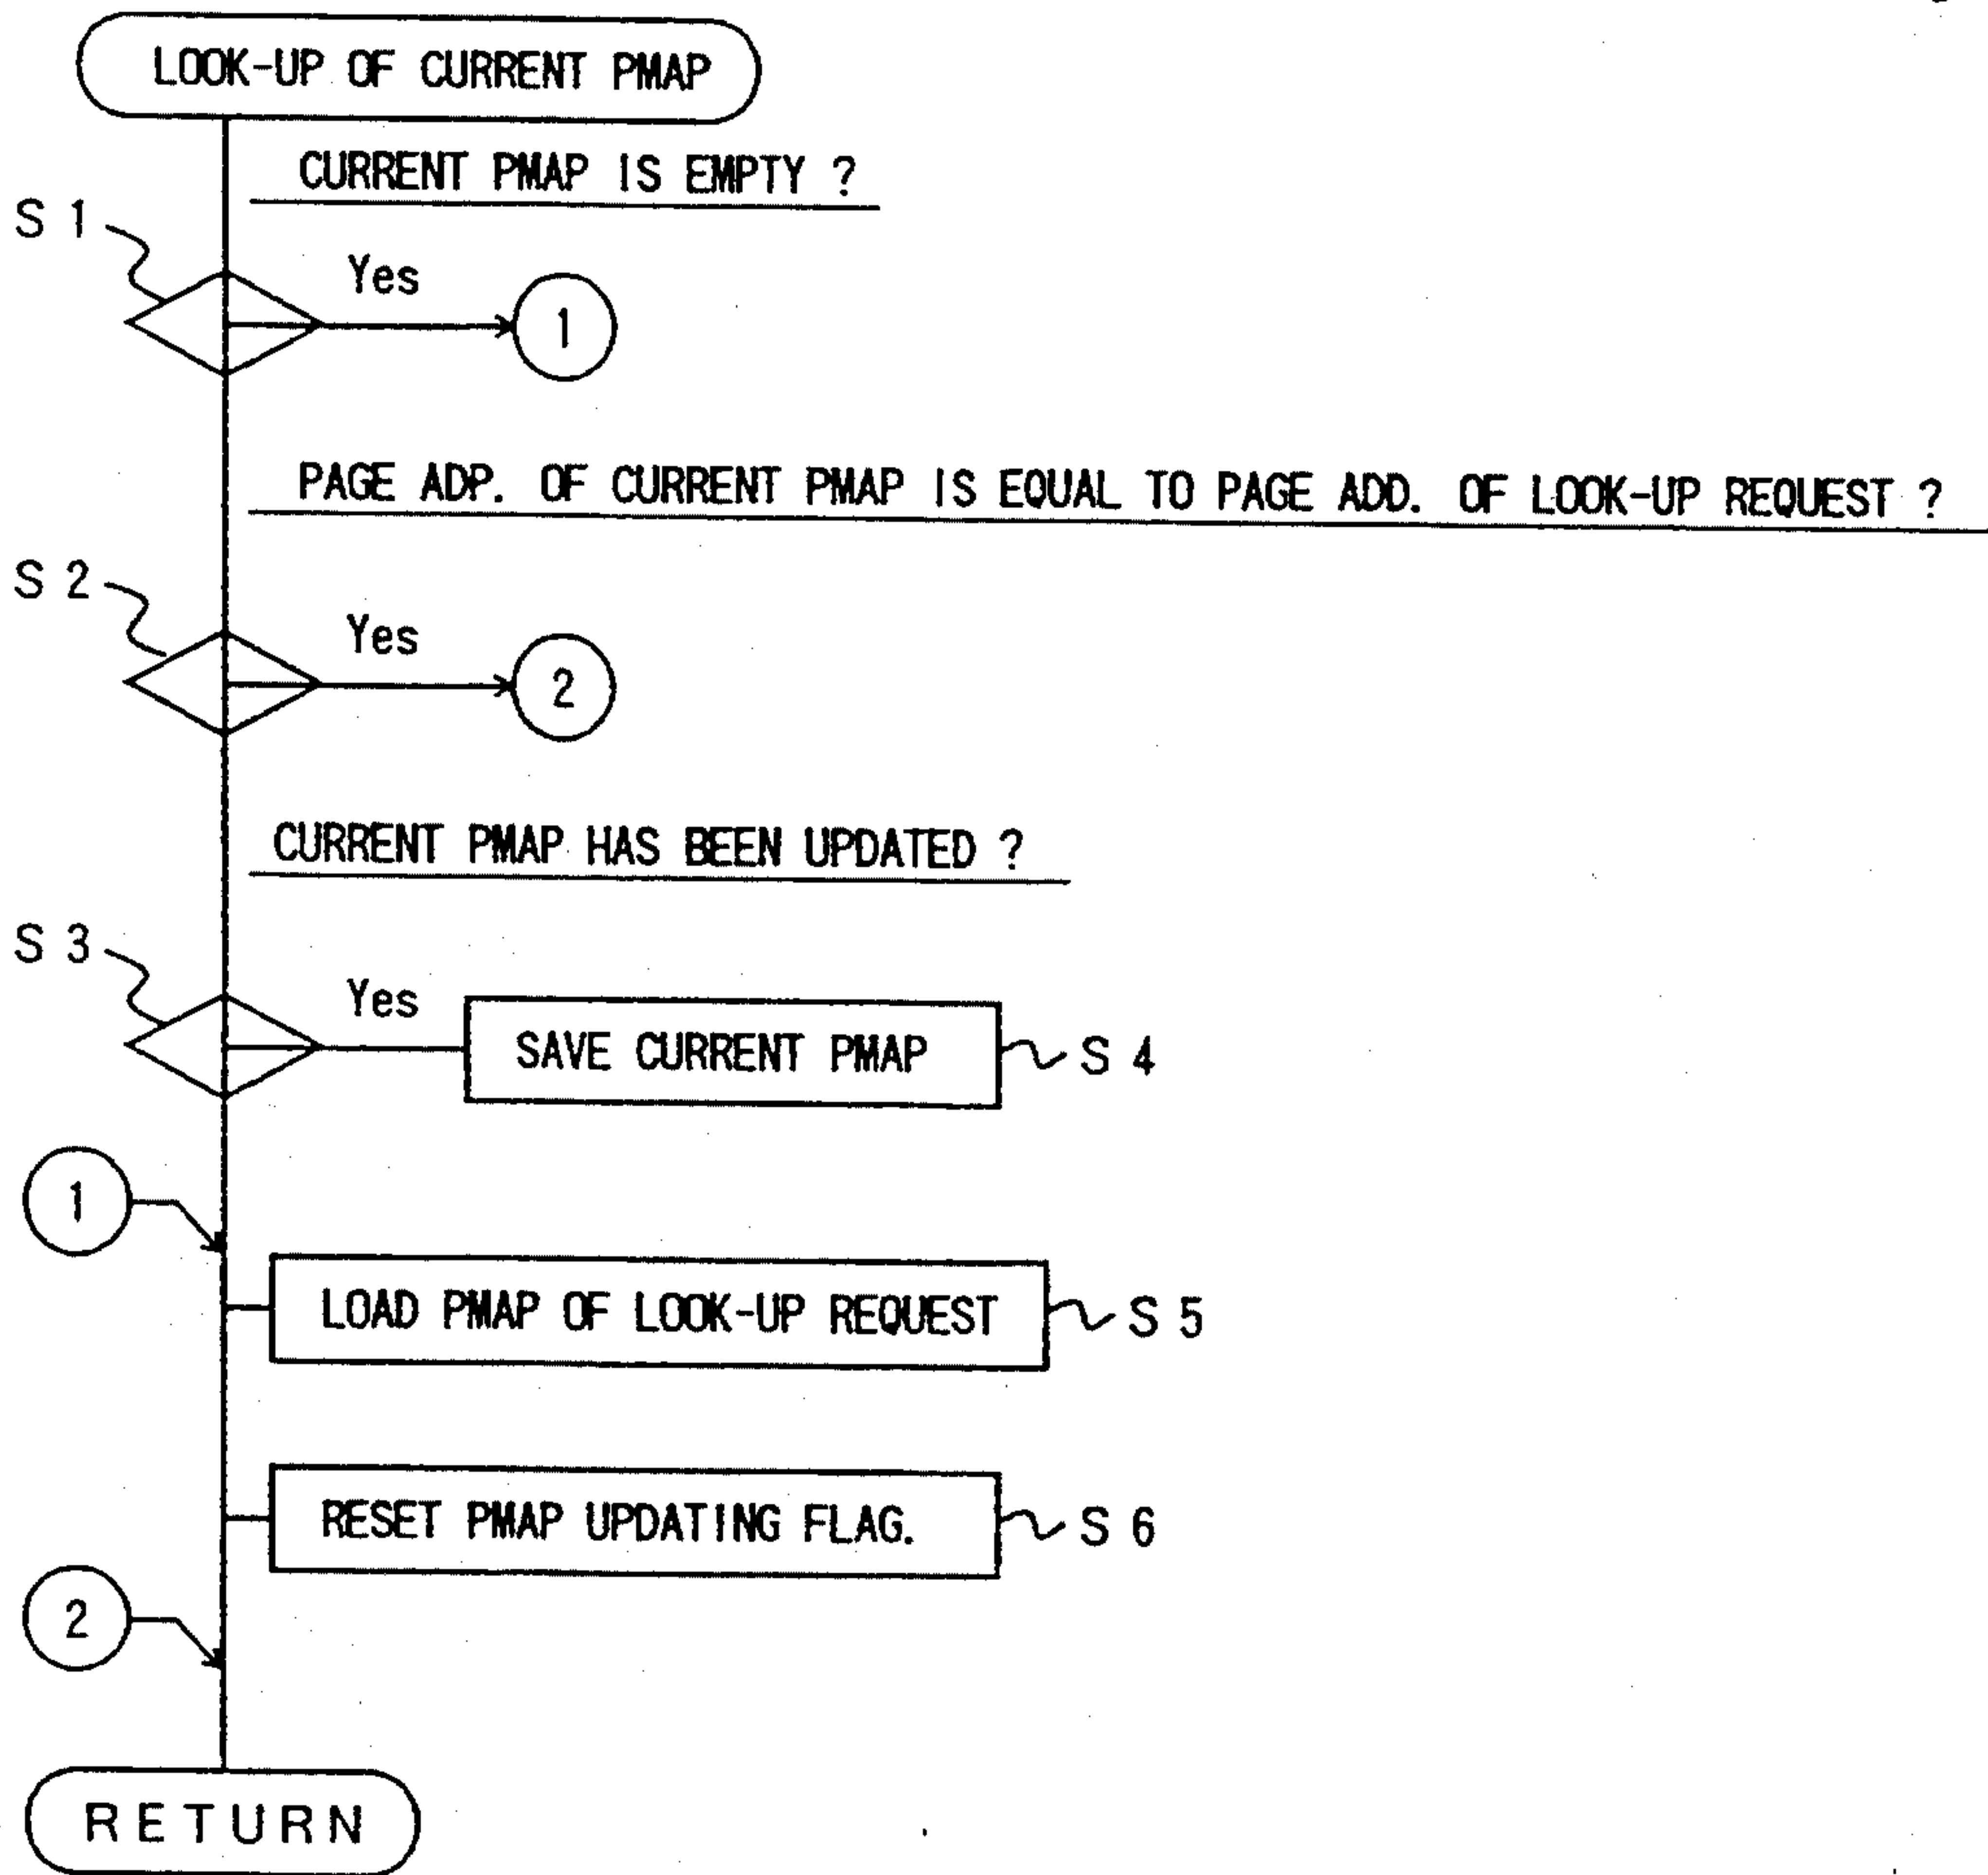 LOOK-UP OF CURRENT PMAP
CURRENT PMAP IS EMPTY ?
S 1
Yes
1
PAGE ADP. OF CURRENT PMAP IS EQUAL TO PAGE ADD. OF LOOK-UP REQUEST ?
S 2
Yes
2
CURRENT PMAP HAS BEEN UPDATED ?
S 3
Yes
SAVE CURRENT PMAP
S 4
1
LOAD PMAP OF LOOK-UP REQUEST
S 5
RESET PMAP UPDATING FLAG.
S 6
2
RETURN